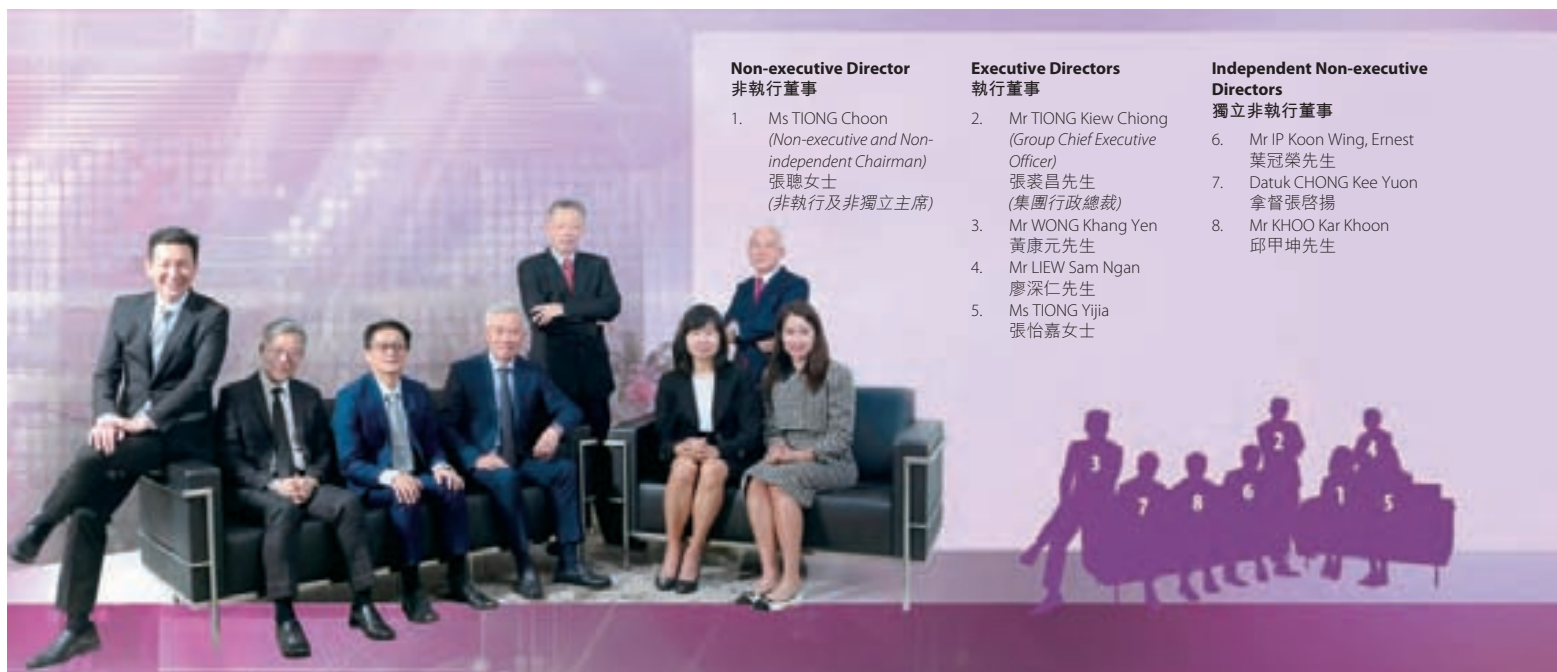 Non-executive Director
非執行董事
1. Ms TIONG Choon
(Non-executive and Non-
independent Chairman)
張聰女士
(非執行及非獨立主席)
Executive Directors
執行董事
2. Mr TIONG Kiew Chiong
(Group Chief Executive
Officer)
張裘昌先生
(集團行政總裁)
3. Mr WONG Khang Yen
黃康元先生
4. Mr LIEW Sam Ngan
廖深仁先生
5. Ms TIONG Yijia
張怡嘉女士
Independent Non-executive
Directors
獨立非執行董事
6. Mr IP Koon Wing, Ernest
葉冠榮先生
7. Datuk CHONG Kee Yuon
拿督張啓揚
8. Mr KHOO Kar Khoon
邱甲坤先生
3
7
8
6
2
1
4
5